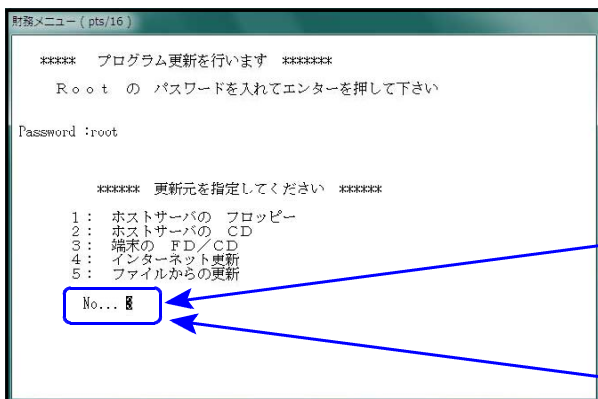 財務メニュー ( pts/16 )
***** プログラム更新を行います *******
Ｒｏｏｔ の パスワードを入れてエンターを押して下さい
Password :root
****** 更新元を指定してください ******
１： ホストサーバの フロッピー
２： ホストサーバの ＣＤ
３： 端末の ＦＤ／ＣＤ
４： インターネット更新
５： ファイルからの更新
No...